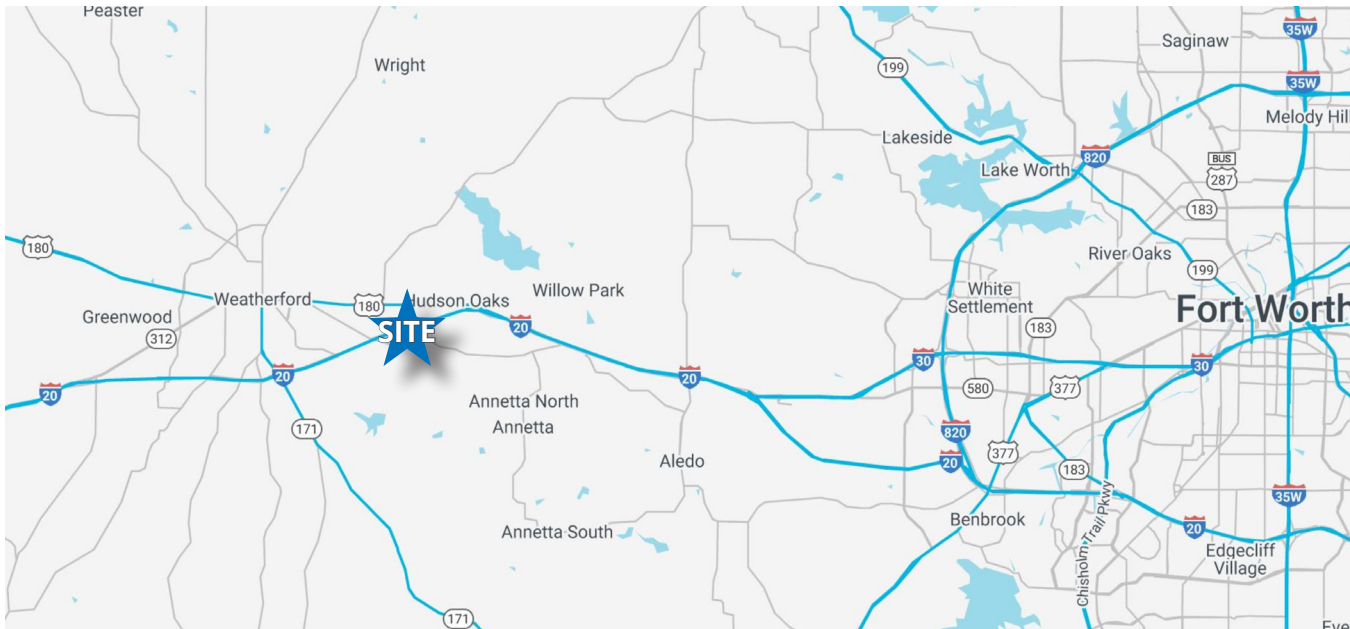 Peaster
Wright
199
Saginaw
35W
35W
Melody Hill
Lakeside
820
Lake Worth
BUS
287
183
180
River Oaks
199
Weatherford
180
Hudson Oaks
Willow Park
White
Settlement
Fort Worth
Greenwood
312
SITE
20
183
30
30
20
20
20
580
377
Annetta North
Annetta
171
820
377
20
Aledo
183
35W
Benbrook
20
Annetta South
Chisholm Trail Pkwy
Edgecliff
Village
171
Eve